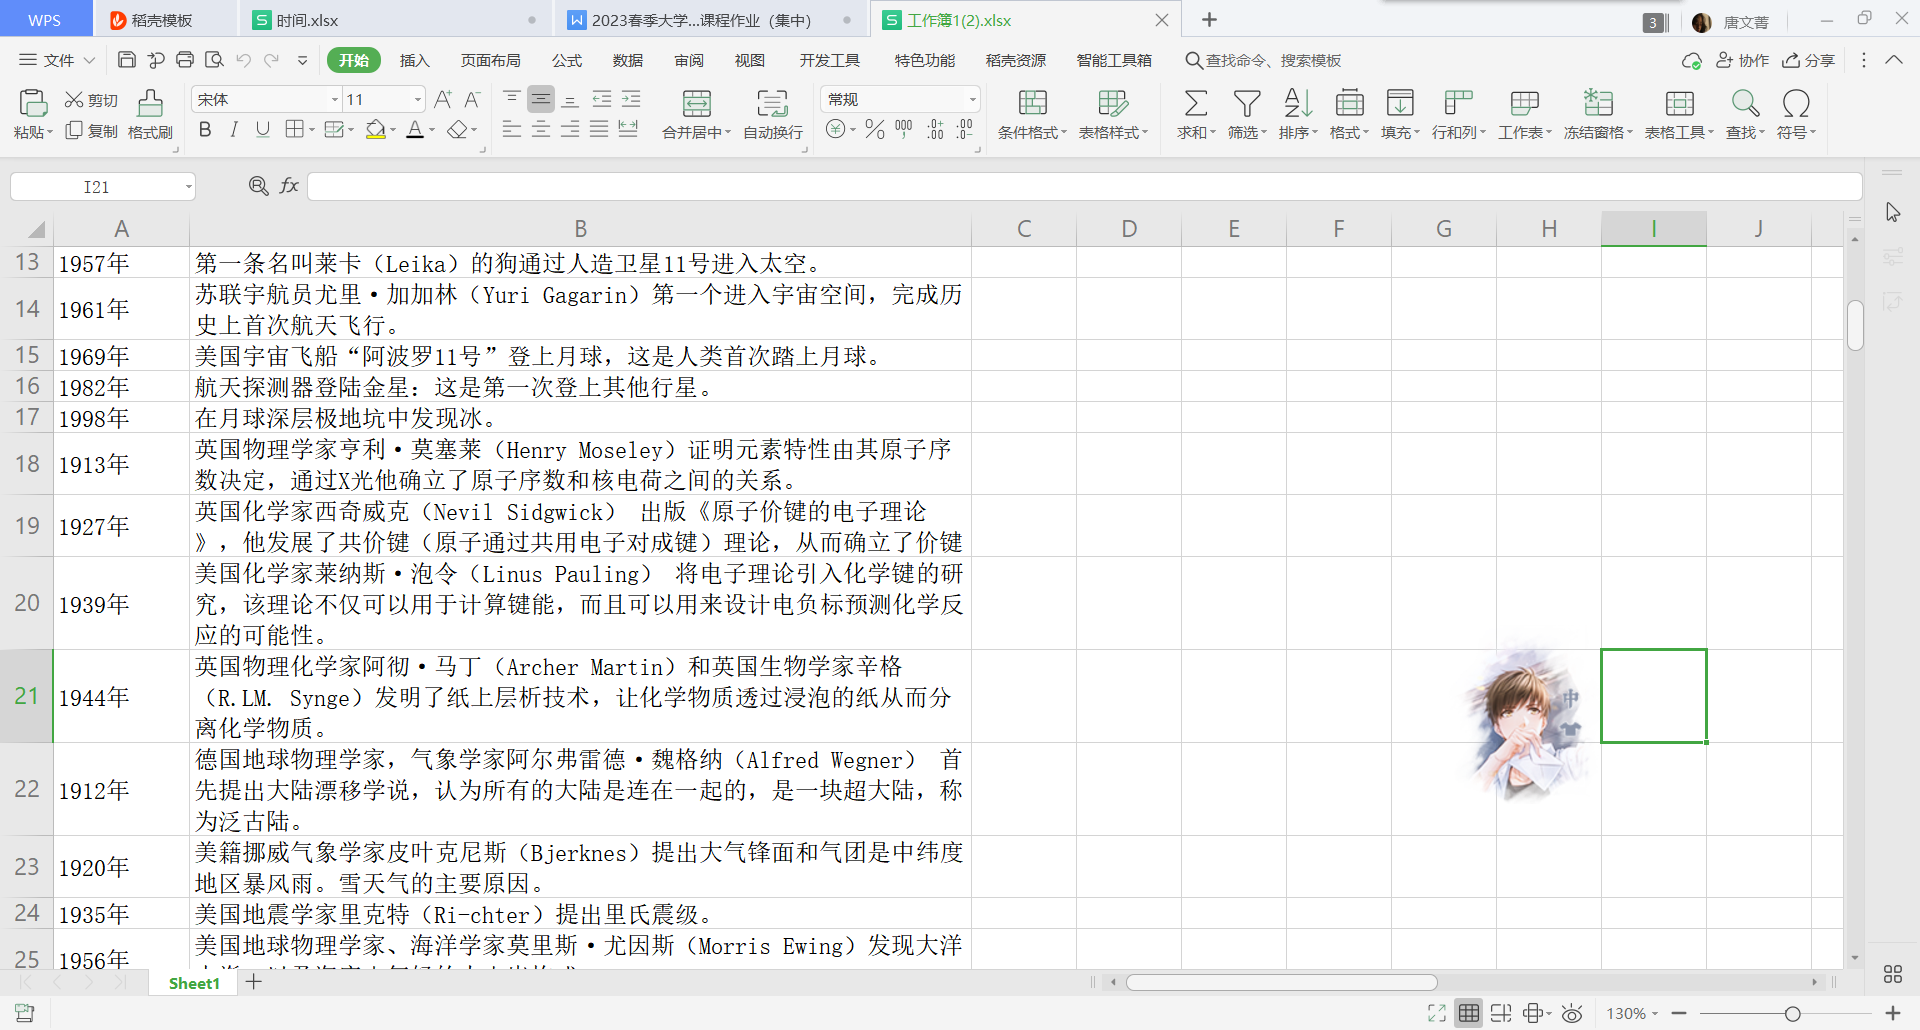 WPS 稻壳模板 时间.xlsx 2023春季大学...课程作业（集中） 工作簿1(2).xlsx 3 唐文蓍
文件 开始 插入 页面布局 公式 数据 审阅 视图 开发工具 特色功能 稻壳资源 智能工具箱 查找命令、搜索模板 协作 分享
剪切 宋体 11 常规
粘贴 复制 格式刷 合并居中 自动换行 条件格式 表格样式 求和 筛选 排序 格式 填充 行和列 工作表 冻结窗格 表格工具 查找 符号
I21 fx
A B C D E F G H I J
13 1957年 第一条名叫莱卡（Leika）的狗通过人造卫星11号进入太空。
14 1961年 苏联宇航员尤里·加加林（Yuri Gagarin）第一个进入宇宙空间，完成历
史上首次航天飞行。
15 1969年 美国宇宙飞船“阿波罗11号”登上月球，这是人类首次踏上月球。
16 1982年 航天探测器登陆金星：这是第一次登上其他行星。
17 1998年 在月球深层极地坑中发现冰。
18 1913年 英国物理学家亨利·莫塞莱（Henry Moseley）证明元素特性由其原子序
数决定，通过X光他确立了原子序数和核电荷之间的关系。
19 1927年 英国化学家西奇威克（Nevil Sidgwick） 出版《原子价键的电子理论
》，他发展了共价键（原子通过共用电子对成键）理论，从而确立了价键
20 1939年 美国化学家莱纳斯·泡令（Linus Pauling） 将电子理论引入化学键的研
究，该理论不仅可以用于计算键能，而且可以用来设计电负标预测化学反
应的可能性。
21 1944年 英国物理化学家阿彻·马丁（Archer Martin）和英国生物学家辛格
（R.LM. Synge）发明了纸上层析技术，让化学物质透过浸泡的纸从而分
离化学物质。
中
22 1912年 德国地球物理学家，气象学家阿尔弗雷德·魏格纳（Alfred Wegner） 首
先提出大陆漂移学说，认为所有的大陆是连在一起的，是一块超大陆，称
为泛古陆。
23 1920年 美籍挪威气象学家皮叶克尼斯（Bjerknes）提出大气锋面和气团是中纬度
地区暴风雨。雪天气的主要原因。
24 1935年 美国地震学家里克特（Ri-chter）提出里氏震级。
25 1956年 美国地球物理学家、海洋学家莫里斯·尤因斯（Morris Ewing）发现大洋
Sheet1
130%